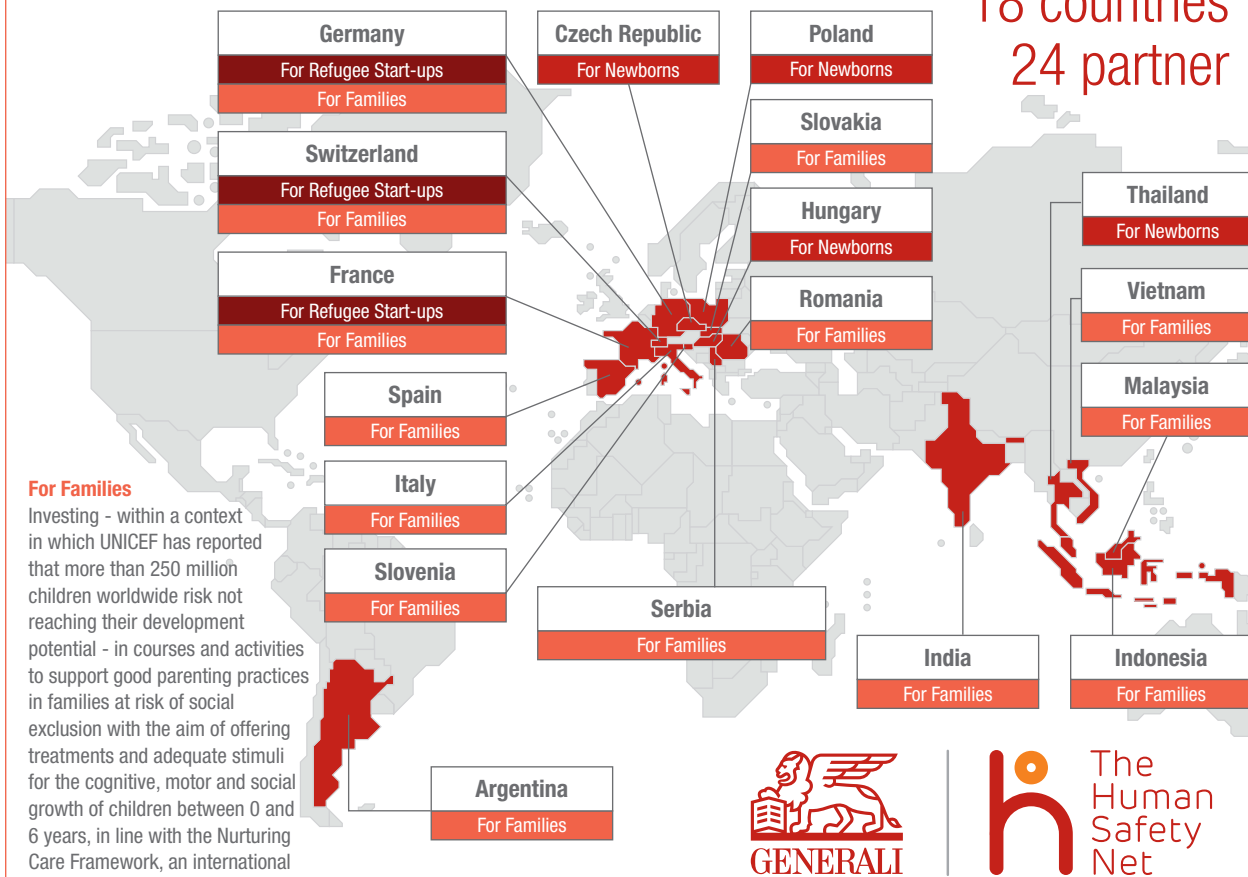 18 countries
24 partner
Germany
For Refugee Start-ups
For Families
Czech Republic
For Newborns
Poland
For Newborns
Slovakia
For Families
Switzerland
For Refugee Start-ups
For Families
Hungary
For Newborns
Thailand
For Newborns
France
For Refugee Start-ups
For Families
Romania
For Families
Vietnam
For Families
Spain
For Families
Malaysia
For Families
Italy
For Families
Slovenia
For Families
Serbia
For Families
India
For Families
Indonesia
For Families
Argentina
For Families
For Families
Investing - within a context
in which UNICEF has reported
that more than 250 million
children worldwide risk not
reaching their development
potential - in courses and activities
to support good parenting practices
in families at risk of social
exclusion with the aim of offering
treatments and adequate stimuli
for the cognitive, motor and social
growth of children between 0 and
6 years, in line with the Nurturing
Care Framework, an international
GENERALI
The
Human
Safety
Net